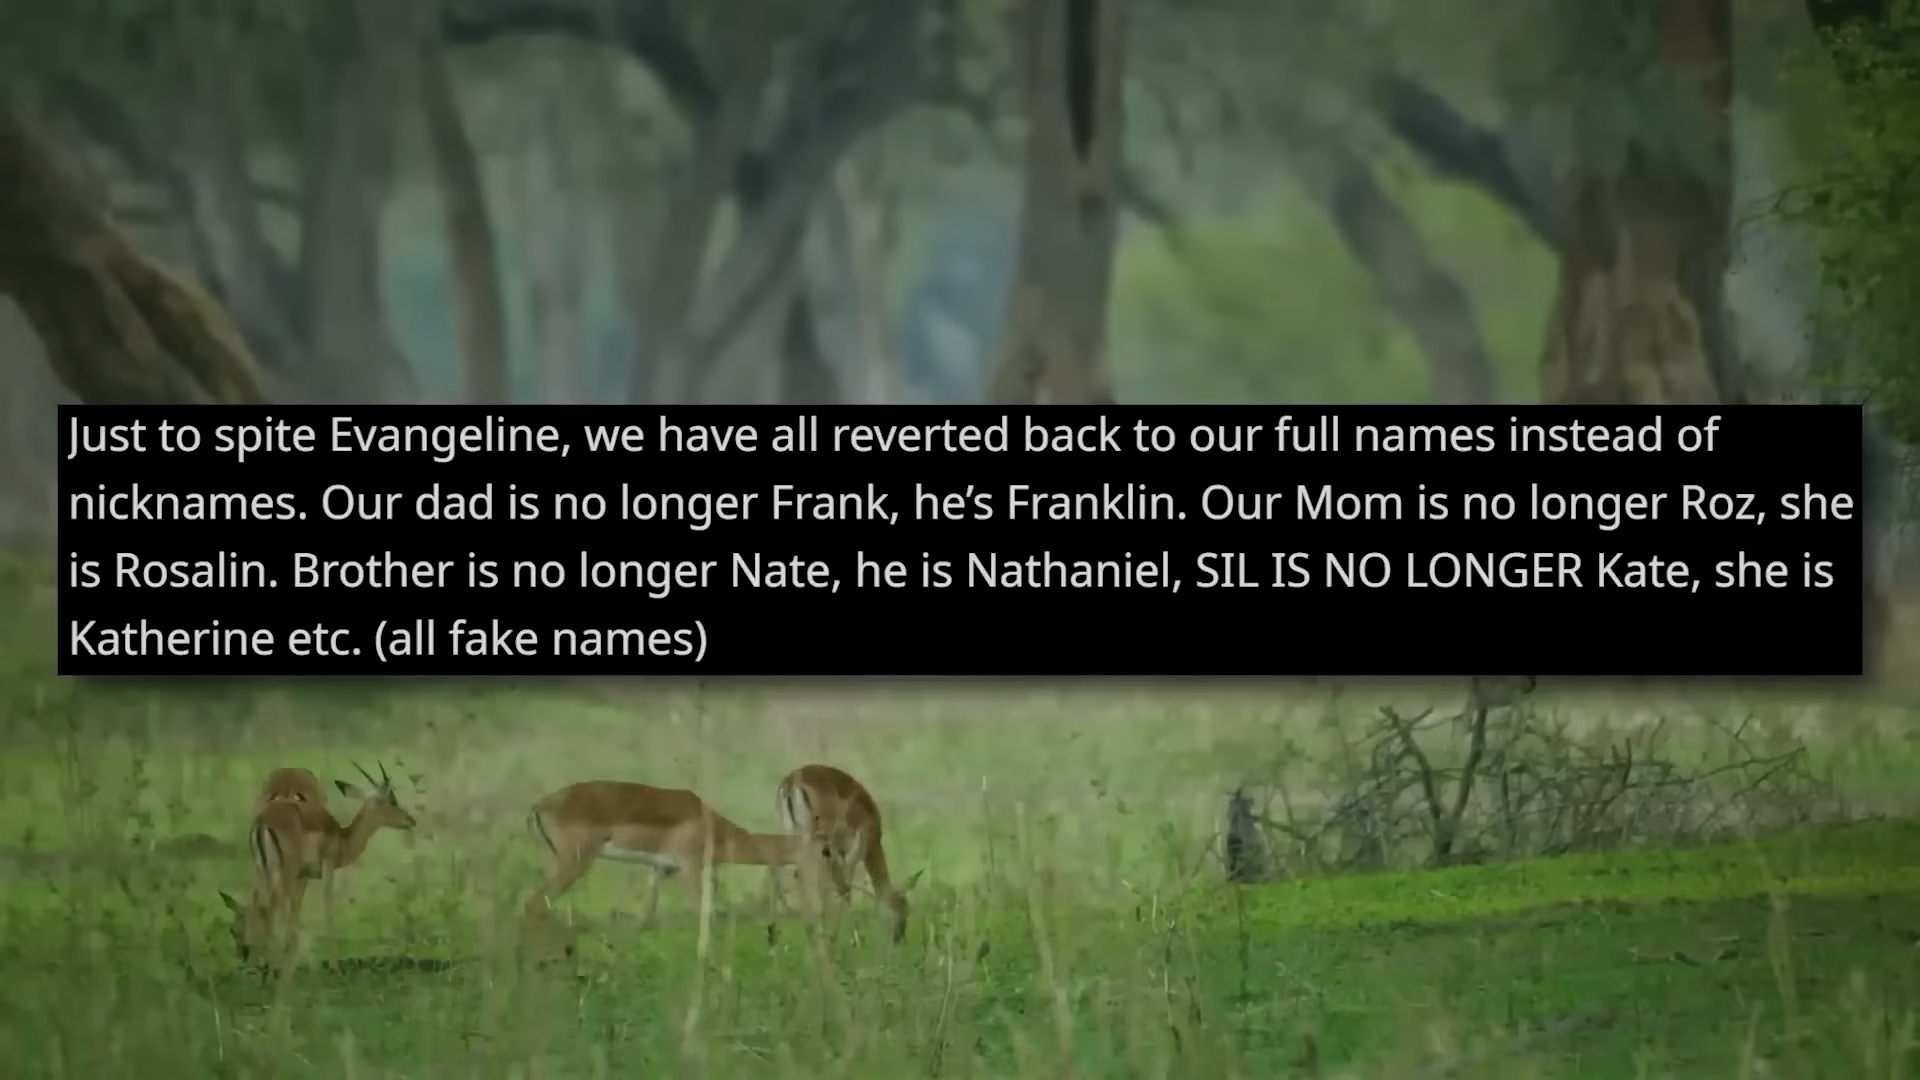 Just to spite Evangeline, we have all reverted back to our full names instead of
nicknames. Our dad is no longer Frank, he’s Franklin. Our Mom is no longer Roz, she
is Rosalin. Brother is no longer Nate, he is Nathaniel, SIL IS NO LONGER Kate, she is
Katherine etc. (all fake names)